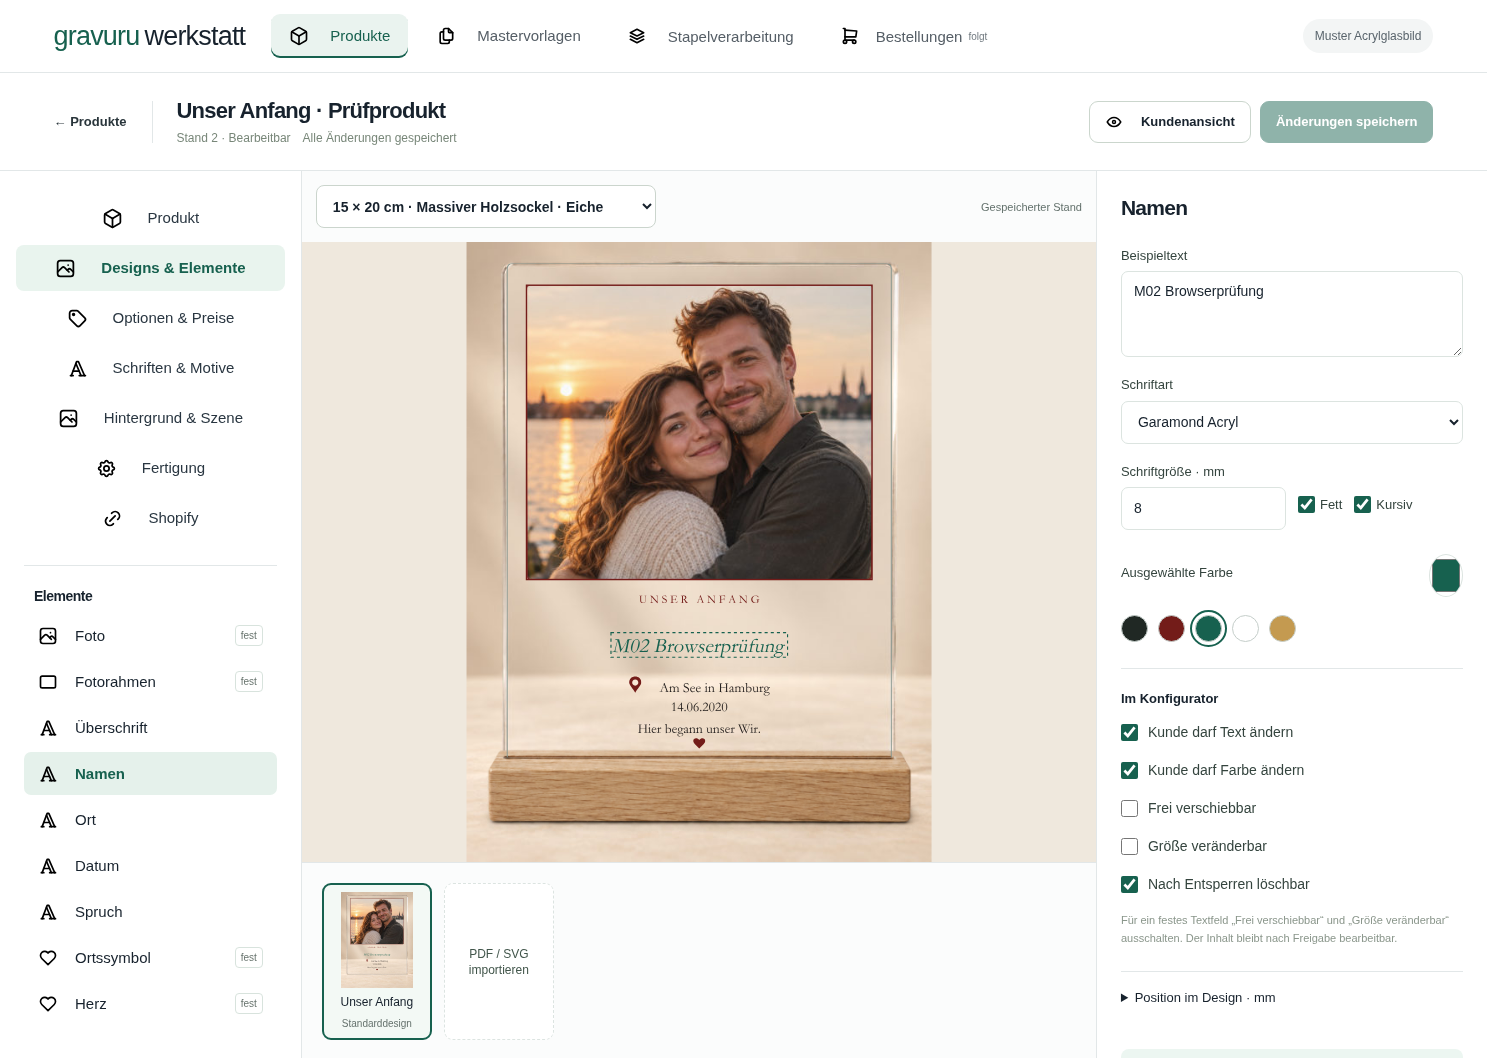 gravuru werkstatt
Produkte
Mastervorlagen
Stapelverarbeitung
Bestellungen folgt
Muster Acrylglasbild
← Produkte
Unser Anfang · Prüfprodukt
Stand 2 · Bearbeitbar Alle Änderungen gespeichert
Kundenansicht
Änderungen speichern
Produkt
Designs & Elemente
Optionen & Preise
Schriften & Motive
Hintergrund & Szene
Fertigung
Shopify
Elemente
Foto fest
Fotorahmen fest
Überschrift
Namen
Ort
Datum
Spruch
Ortssymbol fest
Herz fest
15 × 20 cm · Massiver Holzsockel · Eiche
Gespeicherter Stand
UNSER ANFANG
M02 Browserprüfung
Am See in Hamburg
14.06.2020
Hier begann unser Wir.
Unser Anfang
Standarddesign
PDF / SVG
importieren
Namen
Beispieltext
M02 Browserprüfung
Schriftart
Garamond Acryl
Schriftgröße · mm
8
Fett
Kursiv
Ausgewählte Farbe
Im Konfigurator
Kunde darf Text ändern
Kunde darf Farbe ändern
Frei verschiebbar
Größe veränderbar
Nach Entsperren löschbar
Für ein festes Textfeld „Frei verschiebbar“ und „Größe veränderbar“
ausschalten. Der Inhalt bleibt nach Freigabe bearbeitbar.
Position im Design · mm